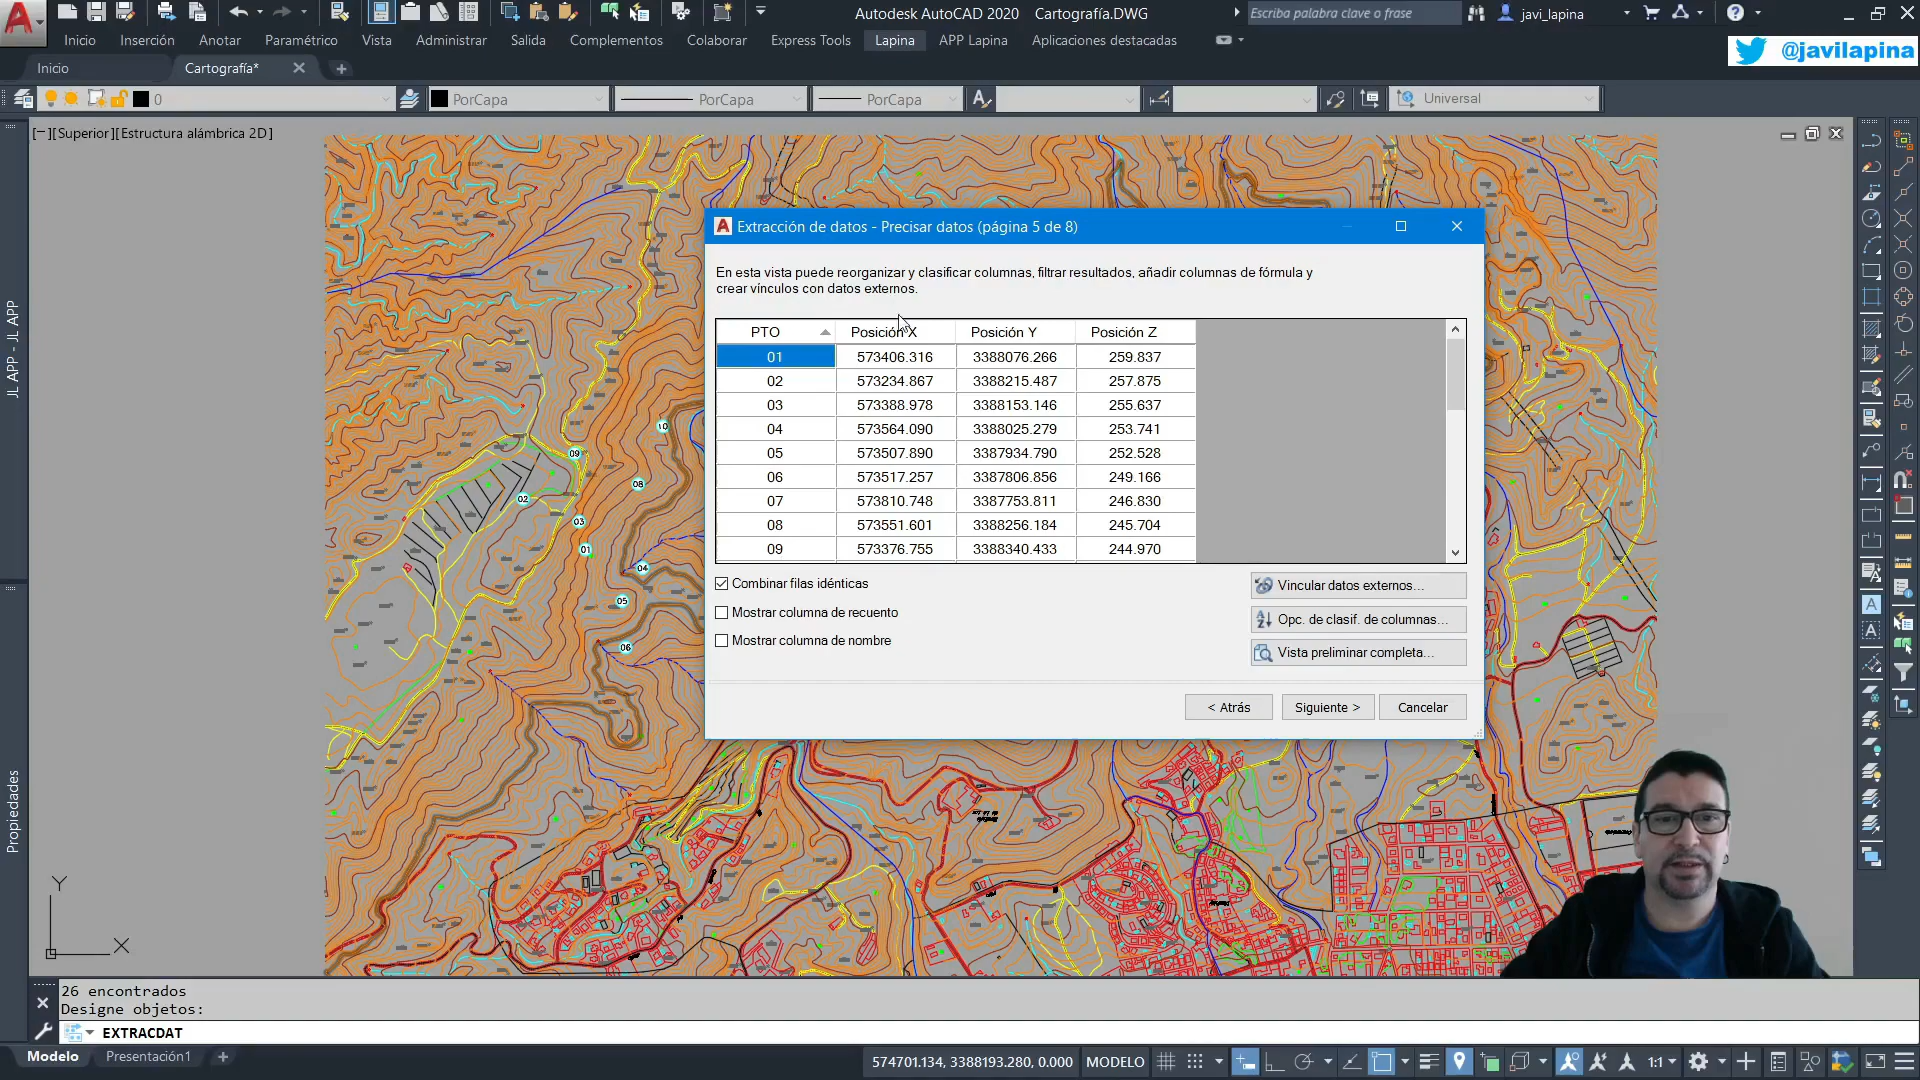 Autodesk AutoCAD 2020 Cartografía.DWG
Escriba palabra clave o frase
javi_lapina
Inicio Inserción Anotar Paramétrico Vista Administrar Salida Complementos Colaborar Express Tools Lapina APP Lapina Aplicaciones destacadas
@javilapina
Inicio
Cartografía*
0
PorCapa
PorCapa
PorCapa
Universal
[−][Superior][Estructura alámbrica 2D]
JL APP - JL APP
Propiedades
Extracción de datos - Precisar datos (página 5 de 8)
En esta vista puede reorganizar y clasificar columnas, filtrar resultados, añadir columnas de fórmula y
crear vínculos con datos externos.
PTO Posición X Posición Y Posición Z
01 573406.316 3388076.266 259.837
02 573234.867 3388215.487 257.875
03 573388.978 3388153.146 255.637
04 573564.090 3388025.279 253.741
05 573507.890 3387934.790 252.528
06 573517.257 3387806.856 249.166
07 573810.748 3387753.811 246.830
08 573551.601 3388256.184 245.704
09 573376.755 3388340.433 244.970
Combinar filas idénticas
Mostrar columna de recuento
Mostrar columna de nombre
Vincular datos externos...
Opc. de clasif. de columnas...
Vista preliminar completa...
< Atrás
Siguiente >
Cancelar
10
09
08
02
03
01
04
05
06
Y
X
26 encontrados
Designe objetos:
EXTRACDAT
Modelo
Presentación1
574701.134, 3388193.280, 0.000
MODELO
1:1